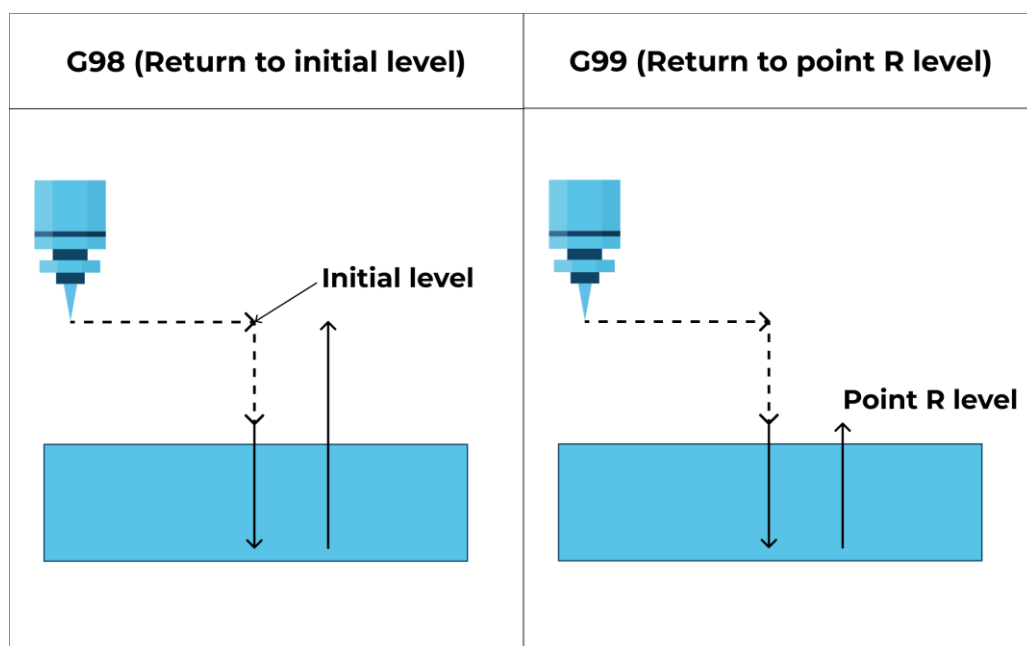 G98 (Return to initial level)
G99 (Return to point R level)
Initial level
Point R level